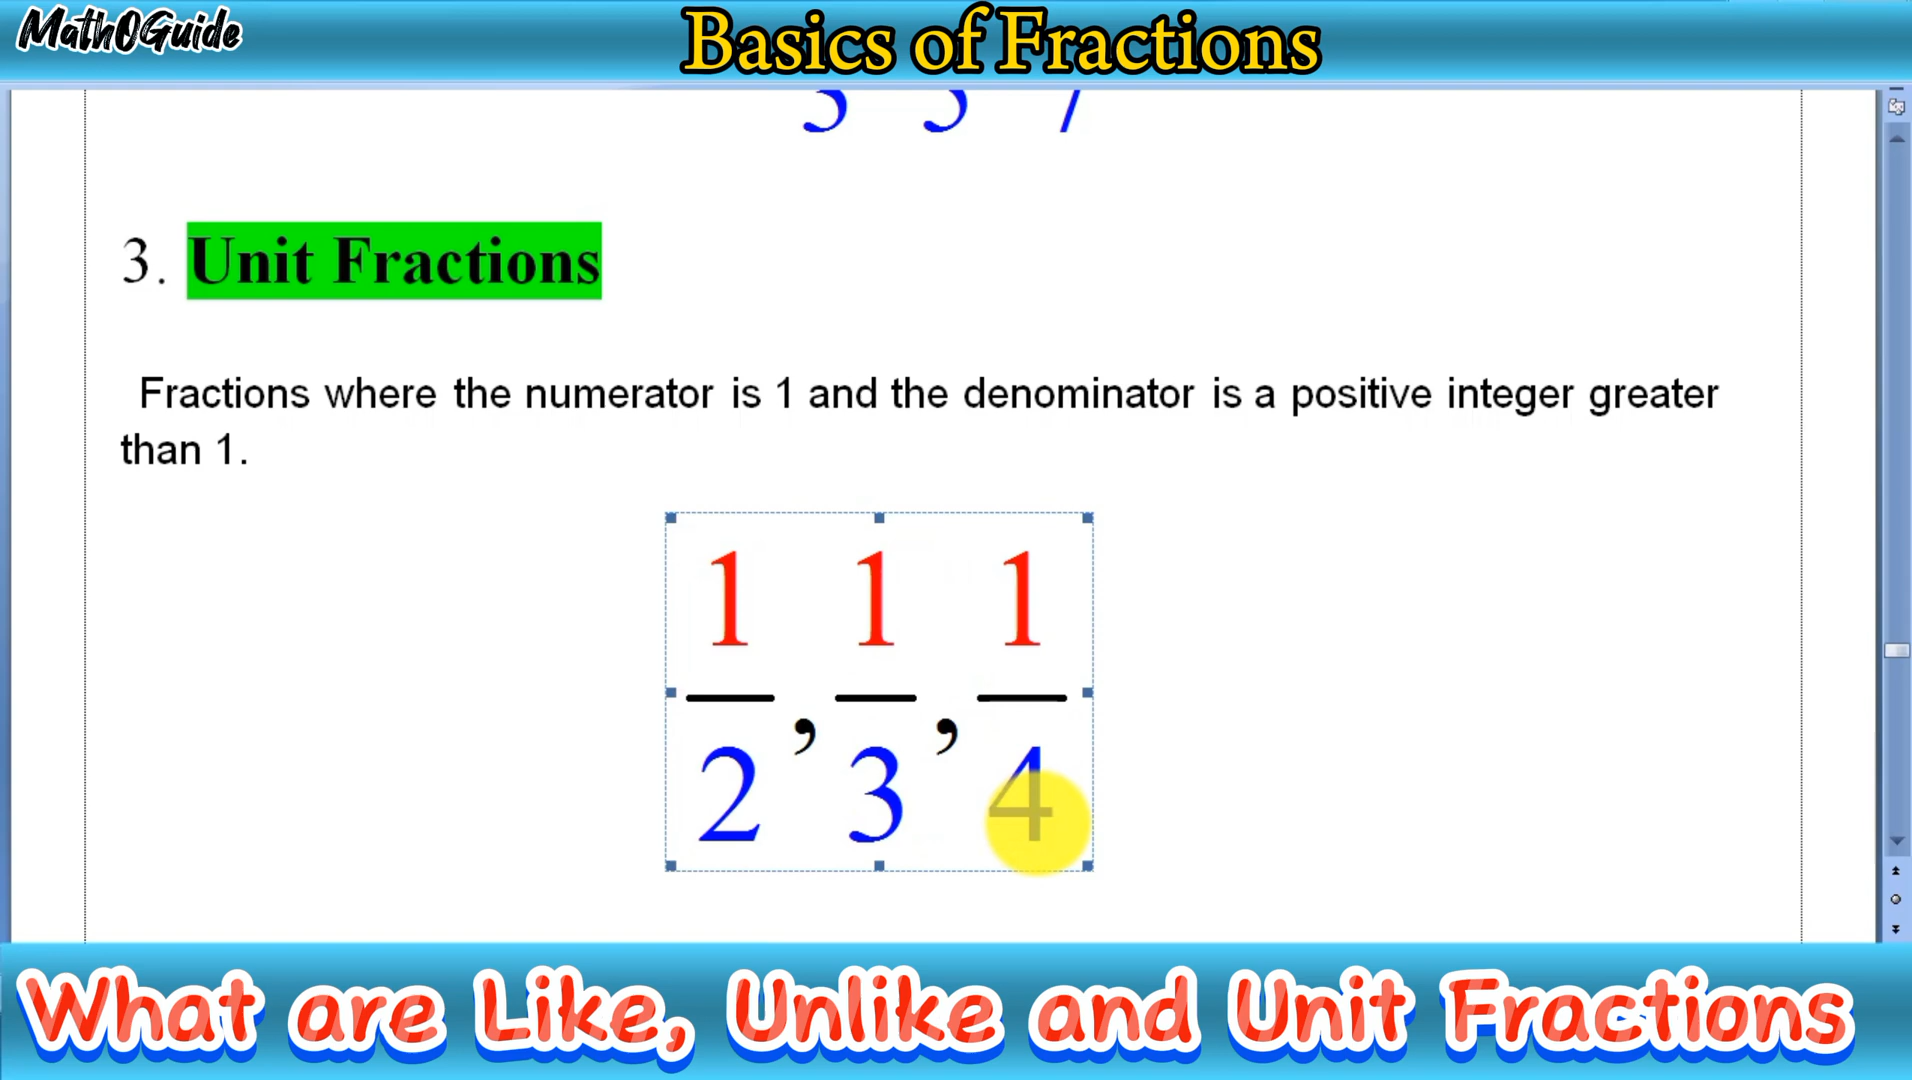 MathOGuide
Basics of Fractions
3. Unit Fractions
Fractions where the numerator is 1 and the denominator is a positive integer greater
than 1.
1 1 1
2 , 3 , 4
What are Like, Unlike and Unit Fractions